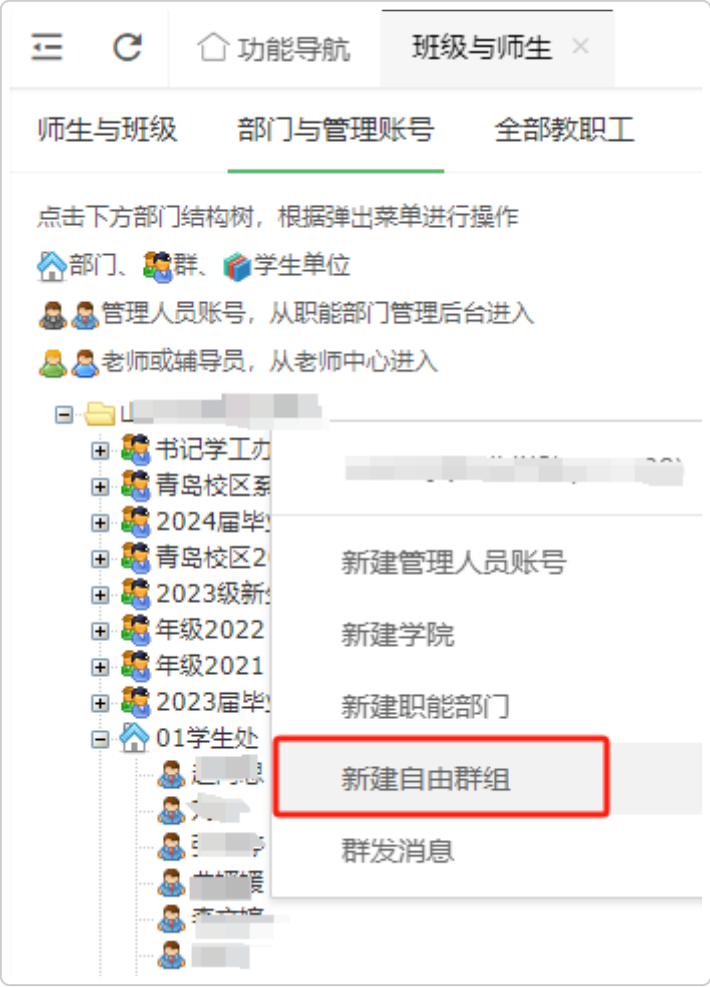 功能导航 班级与师生
师生与班级 部门与管理账号 全部教职工
点击下方部门结构树，根据弹出菜单进行操作
部门、群、学生单位
管理人员账号，从职能部门管理后台进入
老师或辅导员，从老师中心进入
书记学工办
青岛校区系
2024届毕业
青岛校区2
2023级新生
年级2022
年级2021
2023届毕业
01学生处
新建管理人员账号
新建学院
新建职能部门
新建自由群组
群发消息